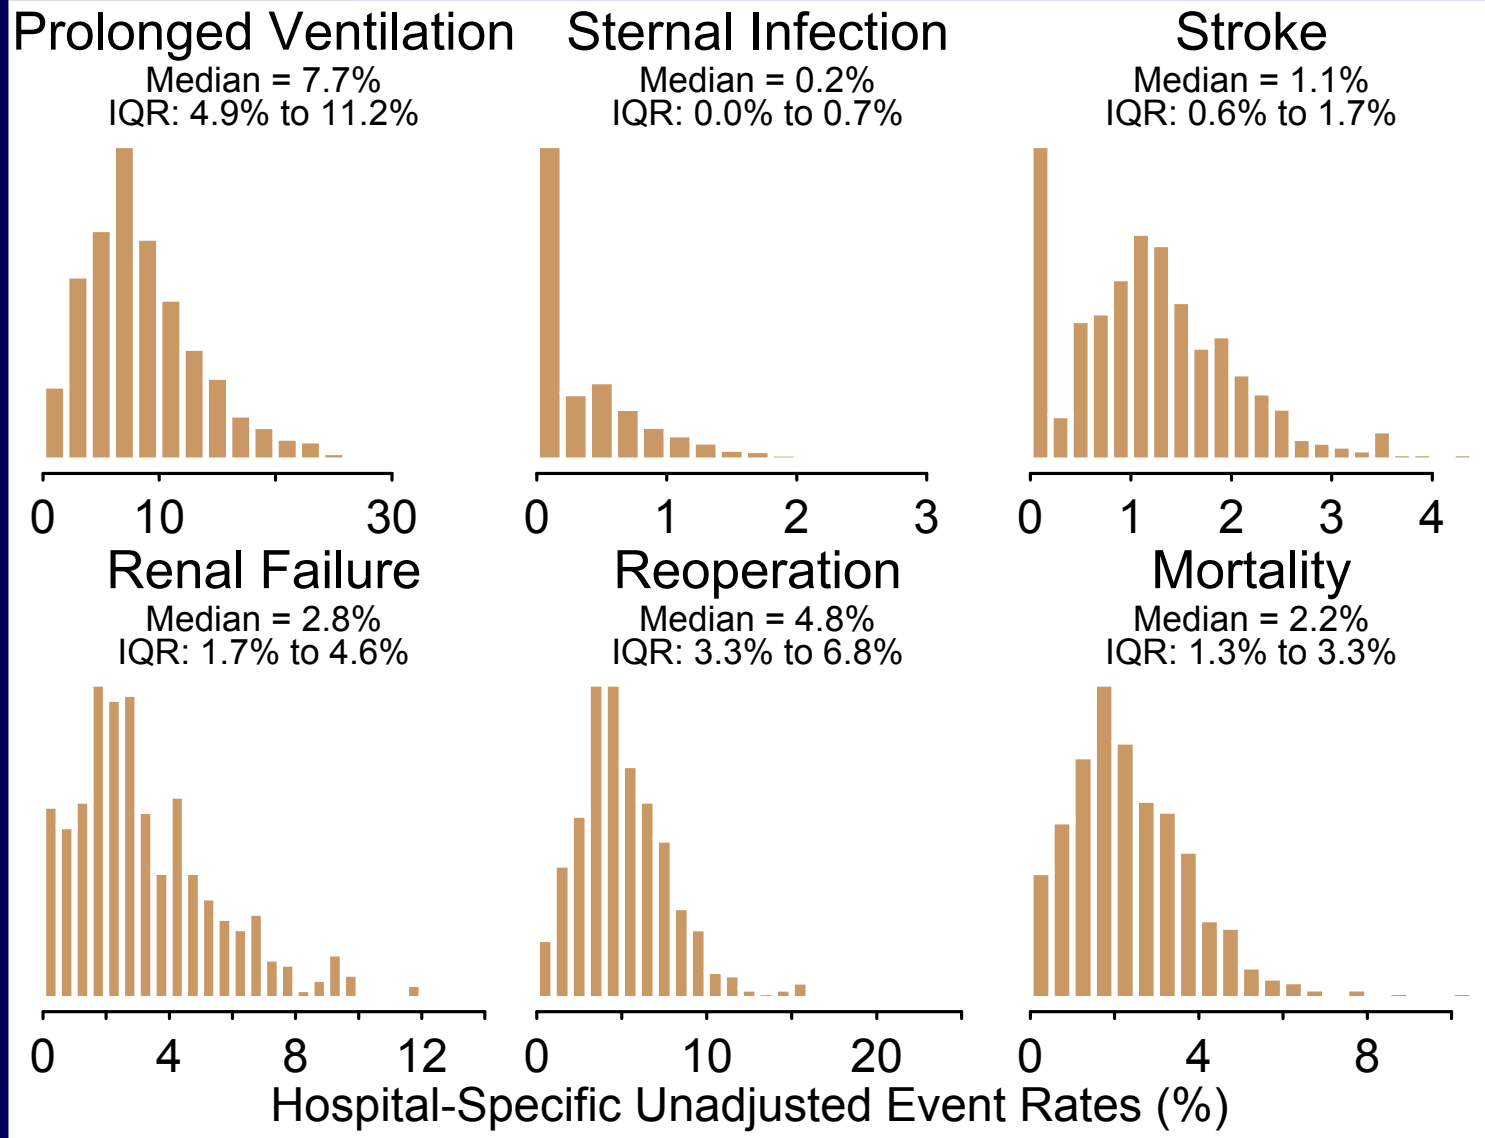 Prolonged Ventilation
Median = 7.7%
IQR: 4.9% to 11.2%
0 10 30
Sternal Infection
Median = 0.2%
IQR: 0.0% to 0.7%
0 1 2 3
Stroke
Median = 1.1%
IQR: 0.6% to 1.7%
0 1 2 3 4
Renal Failure
Median = 2.8%
IQR: 1.7% to 4.6%
0 4 8 12
Reoperation
Median = 4.8%
IQR: 3.3% to 6.8%
0 10 20
Mortality
Median = 2.2%
IQR: 1.3% to 3.3%
0 4 8
Hospital-Specific Unadjusted Event Rates (%)